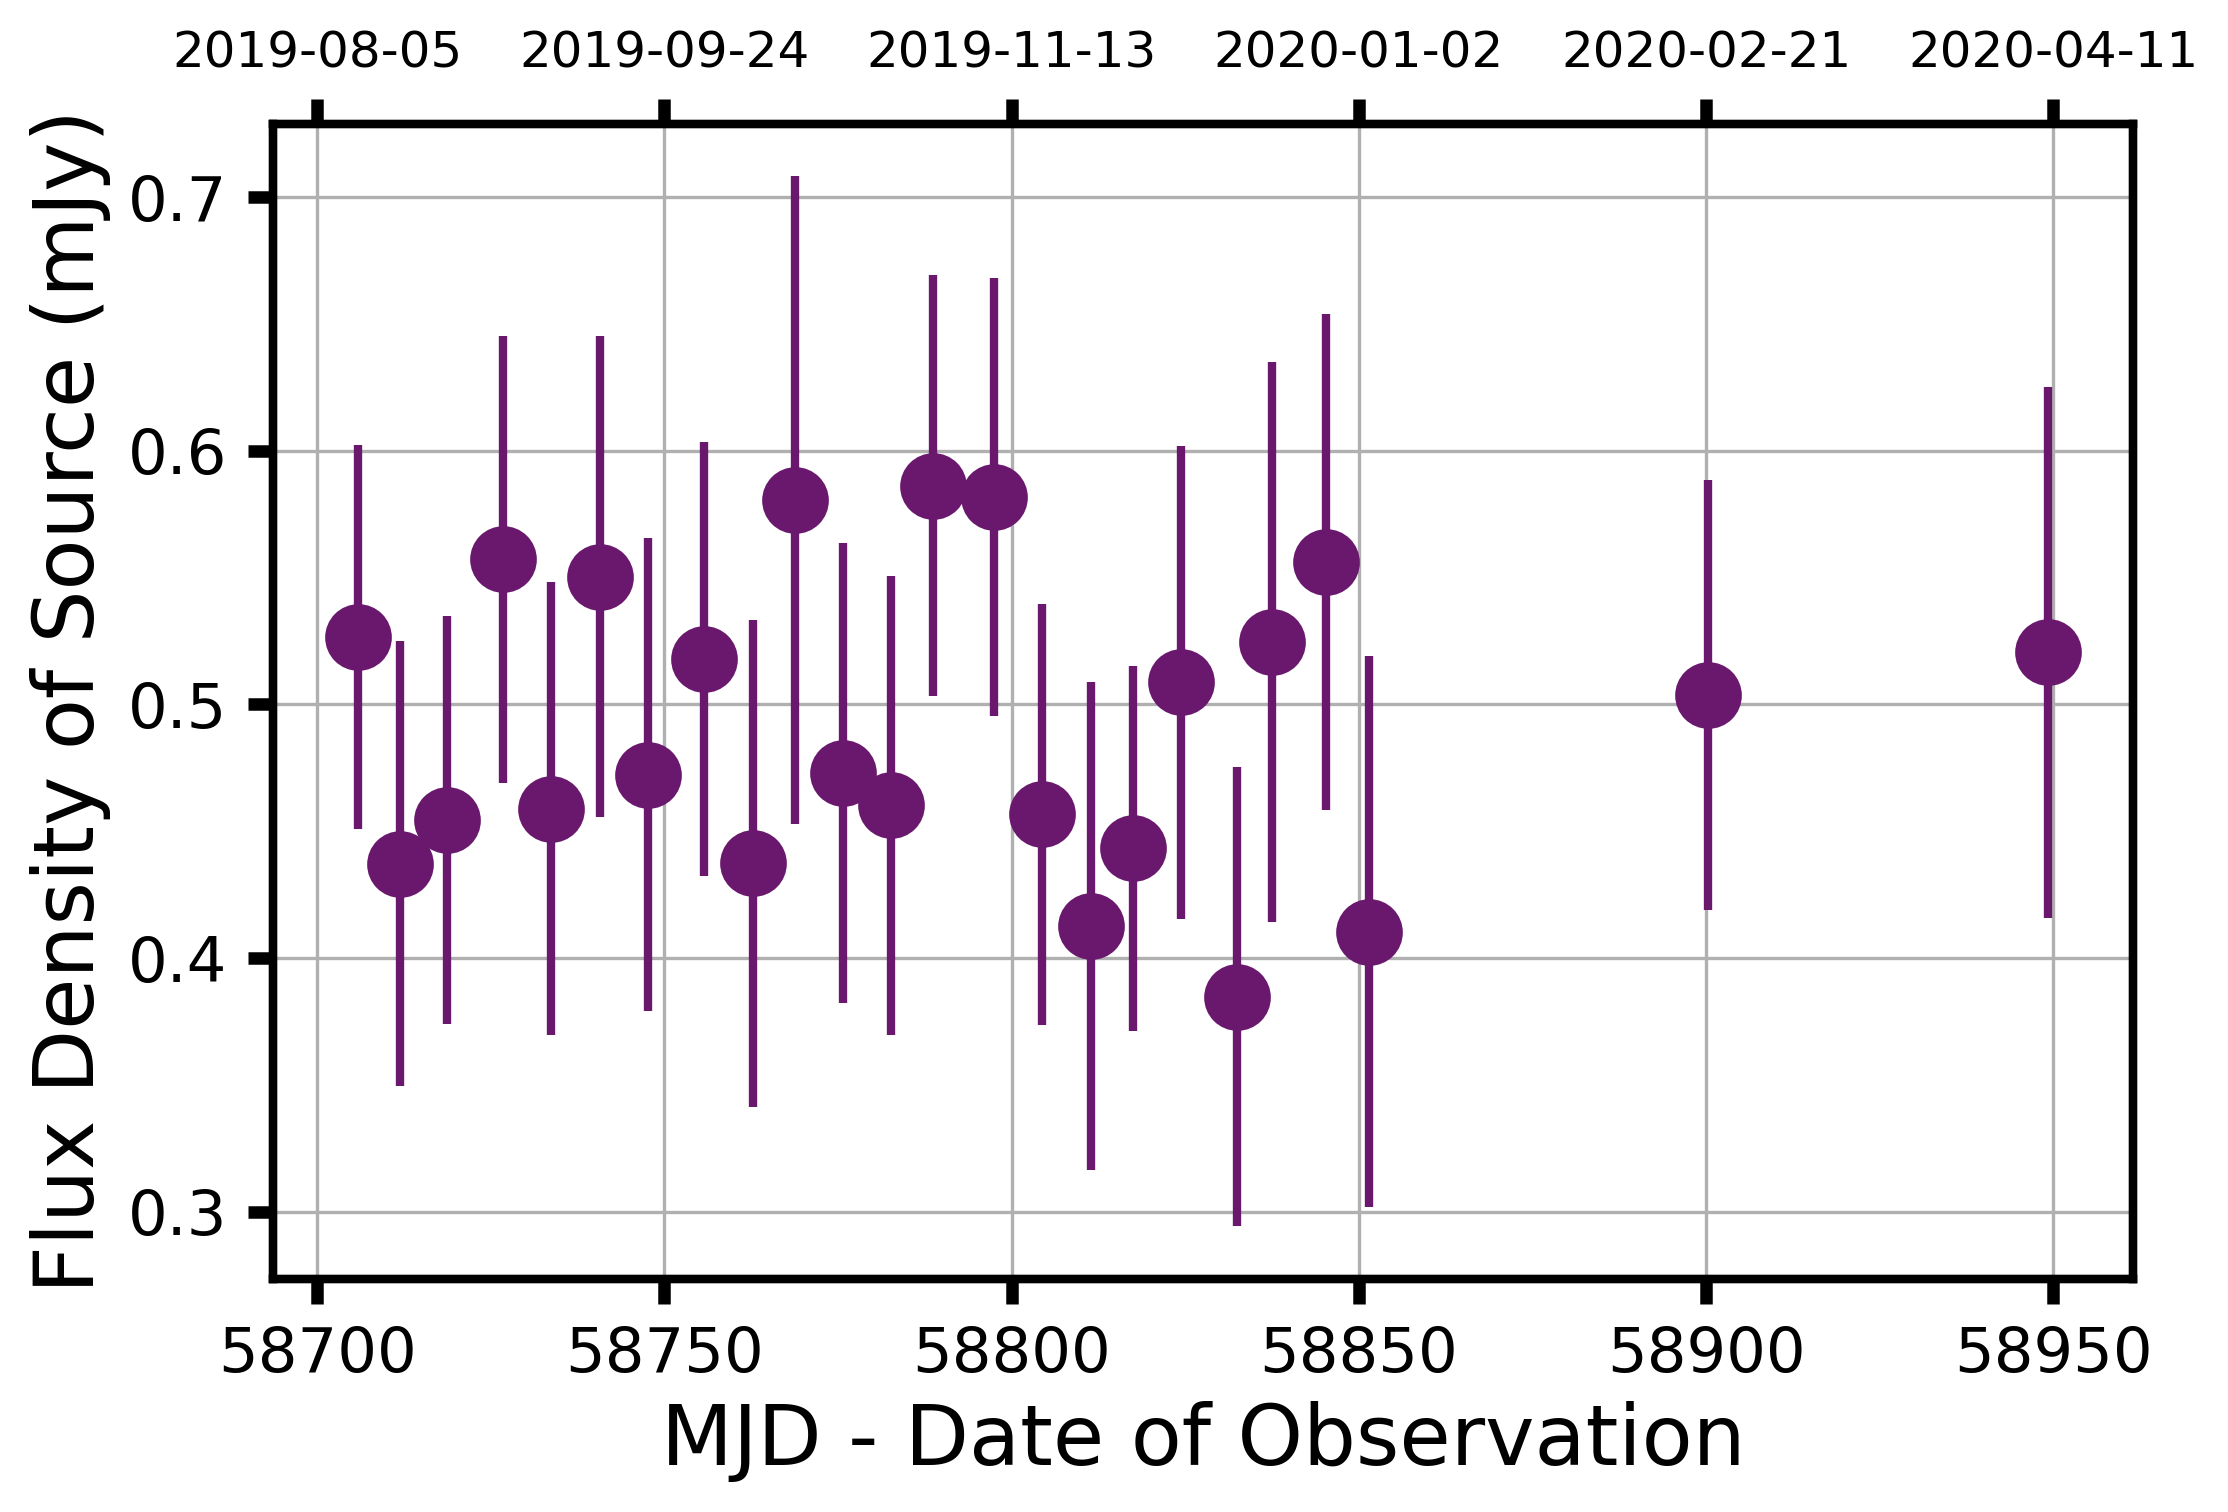 2019-08-05 2019-09-24 2019-11-13 2020-01-02 2020-02-21 2020-04-11
Flux Density of Source (mJy)
0.7
0.6
0.5
0.4
0.3
58700 58750 58800 58850 58900 58950
MJD - Date of Observation